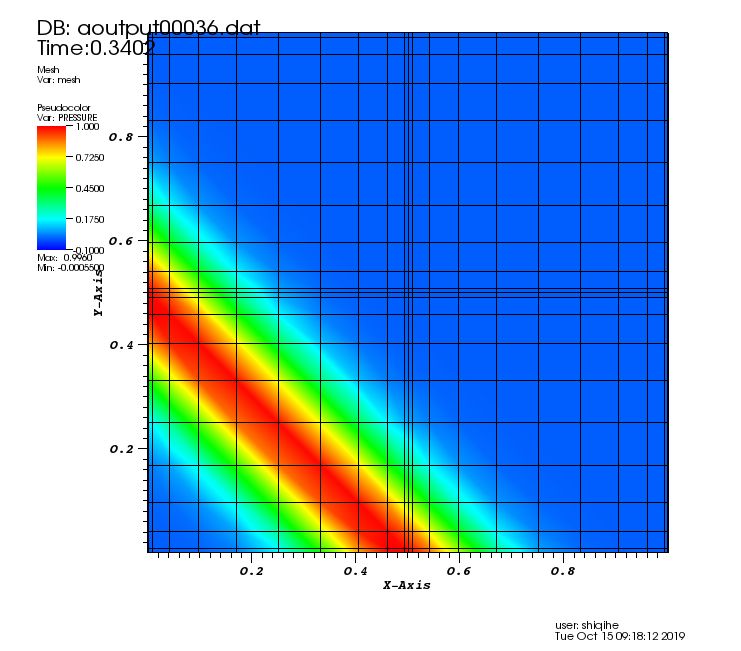 DB: aoutput00036.dat
Time:0.3402
Mesh
Var: mesh
Pseudocolor
Var: PRESSURE
1.000
0.7250
0.4500
0.1750
-0.1000
Max: 0.9960
Min: -0.0005500
0.8
0.6
0.4
0.2
Y-Axis
0.2 0.4 0.6 0.8
X-Axis
user: shiqihe
Tue Oct 15 09:18:12 2019